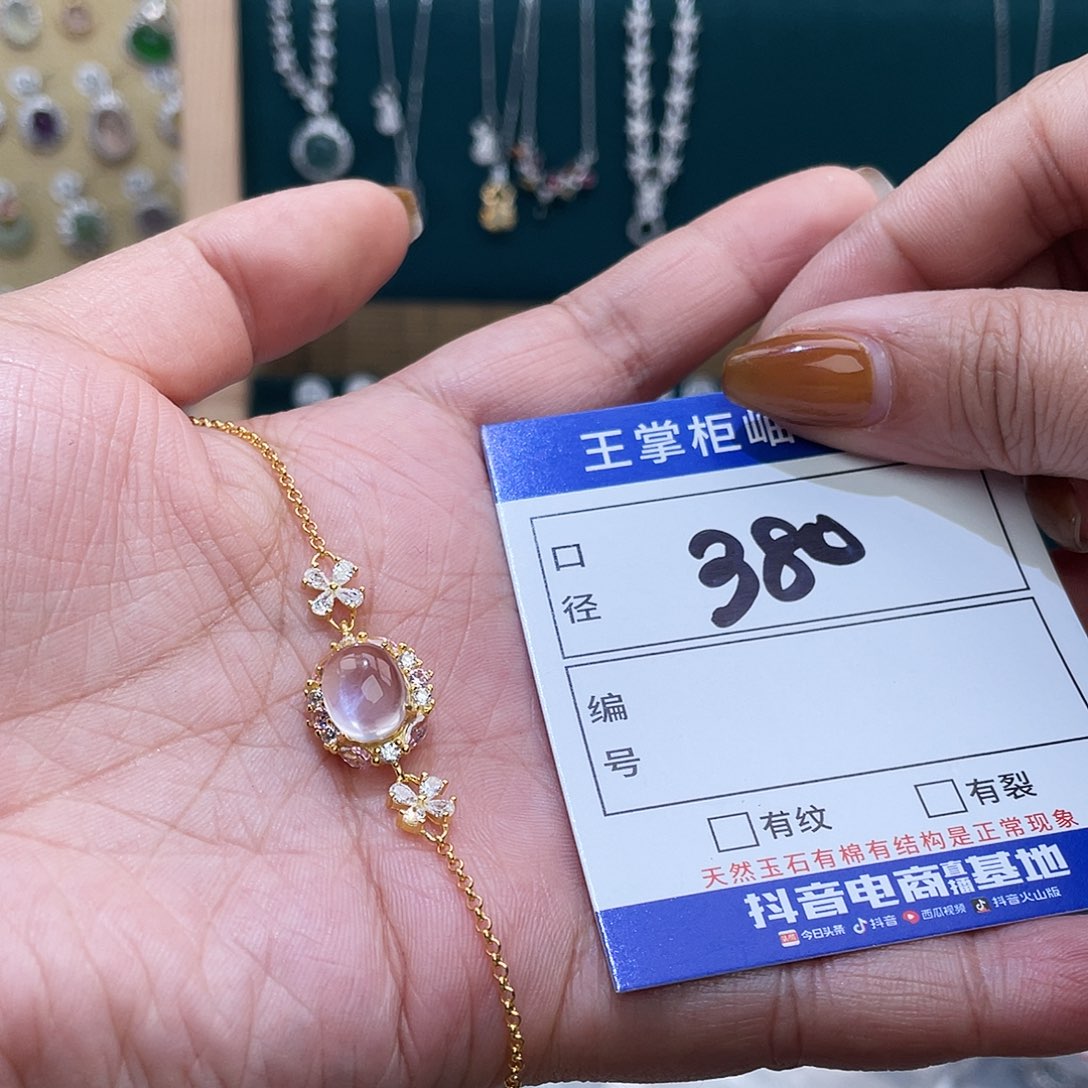 王掌柜岫
口径
380
编号
有纹
有裂
天然玉石有棉有结构是正常现象
抖音电商直播基地
今日头条 抖音 西瓜视频 抖音火山版